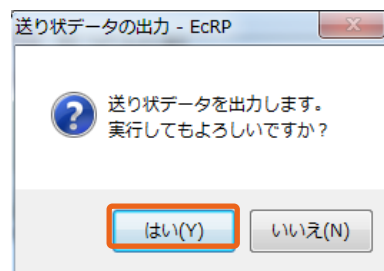 送り状データの出力 - EcRP
送り状データを出力します。
実行してもよろしいですか？
はい(Y)
いいえ(N)